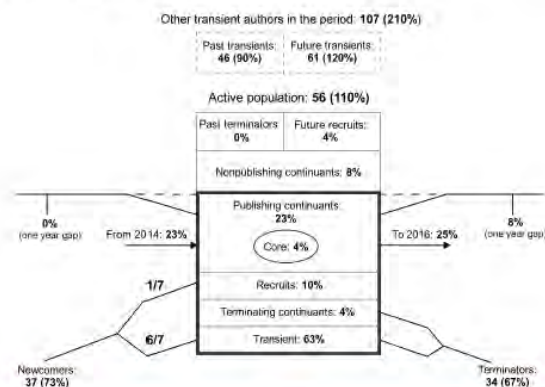 Other transient authors in the period: 107 (210%)
Past transients:
46 (90%)
Future transients:
61 (120%)
Active population: 56 (110%)
Past terminators
0%
Future recruits:
4%
Nonpublishing continuants: 8%
Publishing continuants:
23%
0%
(one year gap)
8%
(one year gap)
From 2014: 23%
To 2016: 25%
Core: 4%
1/7
Recruits: 10%
Terminating continuants: 4%
6/7
Transient: 63%
Newcomers:
37 (73%)
Terminators:
34 (67%)